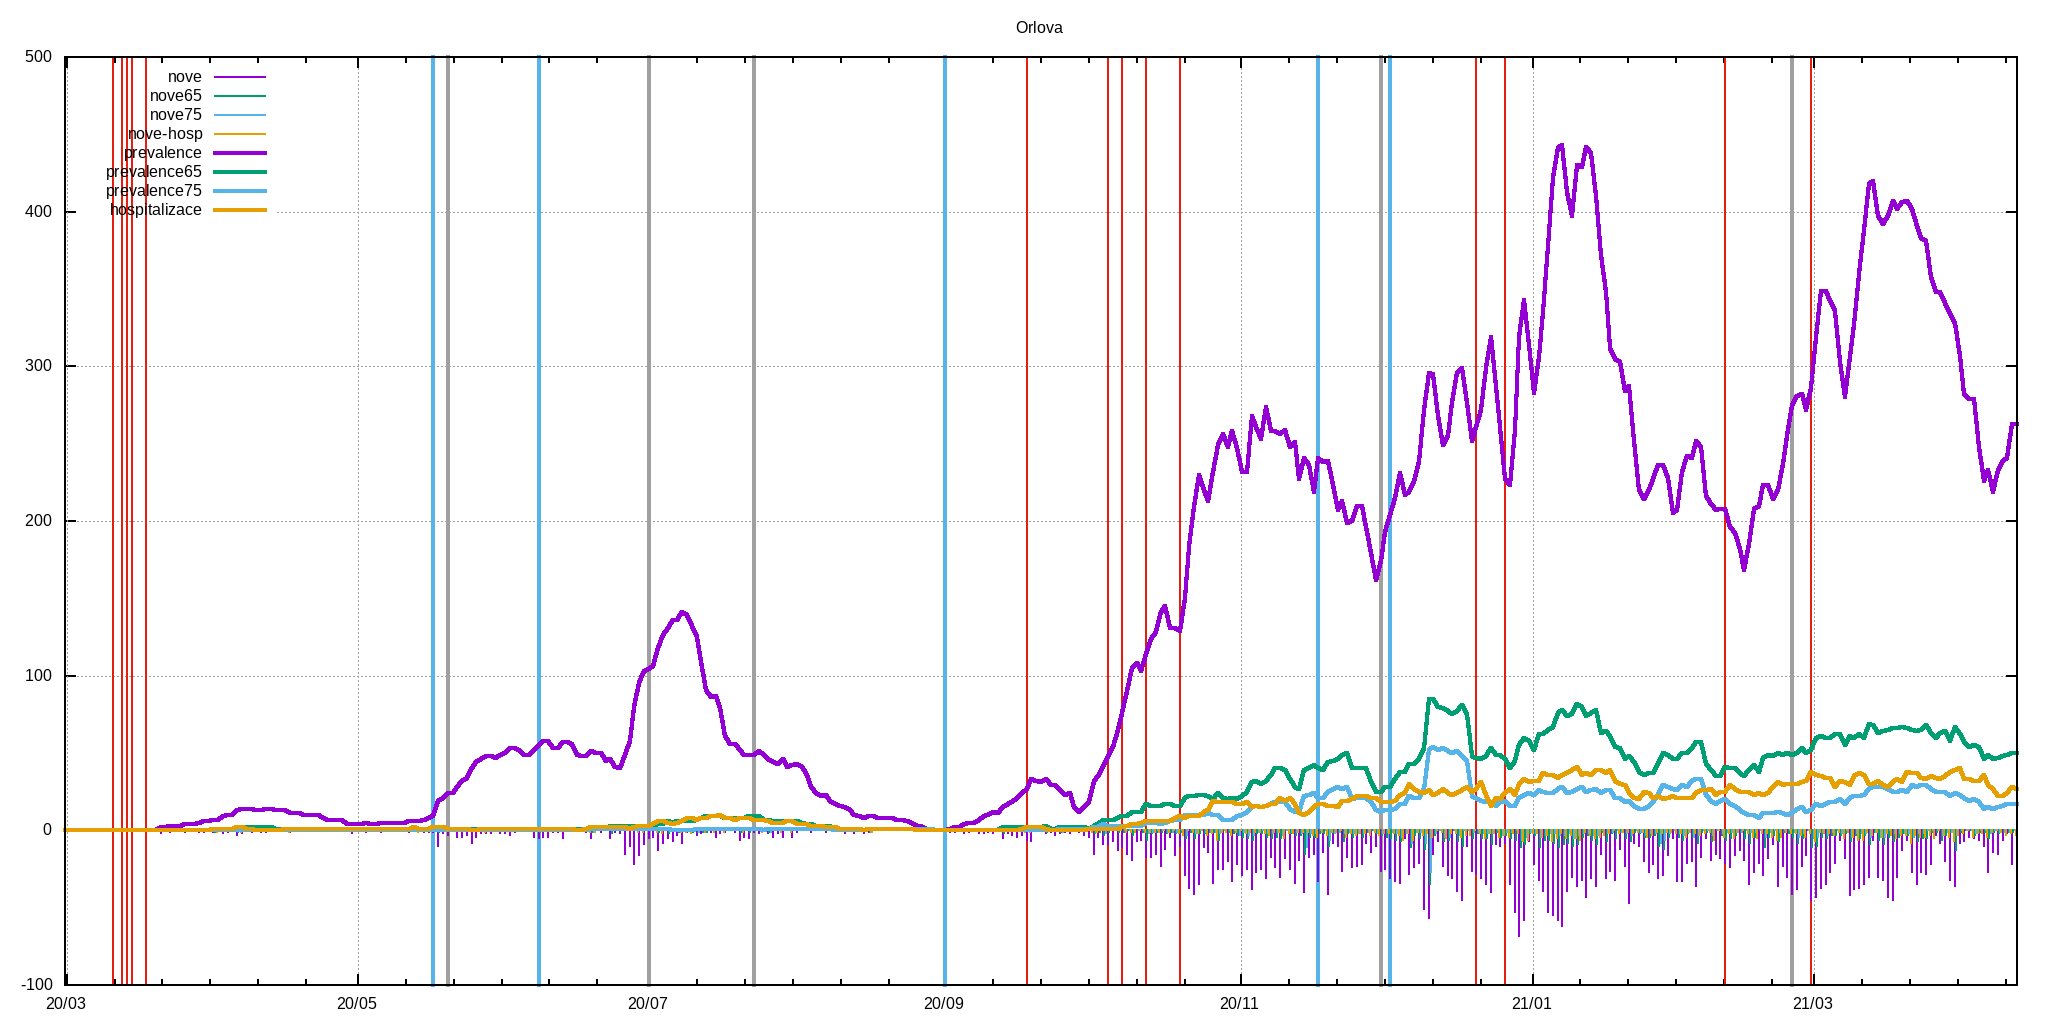 Orlova
500
nove
nove65
nove75
nove-hosp
prevalence
prevalence65
prevalence75
hospitalizace
400
300
200
100
0
-100
20/03 20/05 20/07 20/09 20/11 21/01 21/03